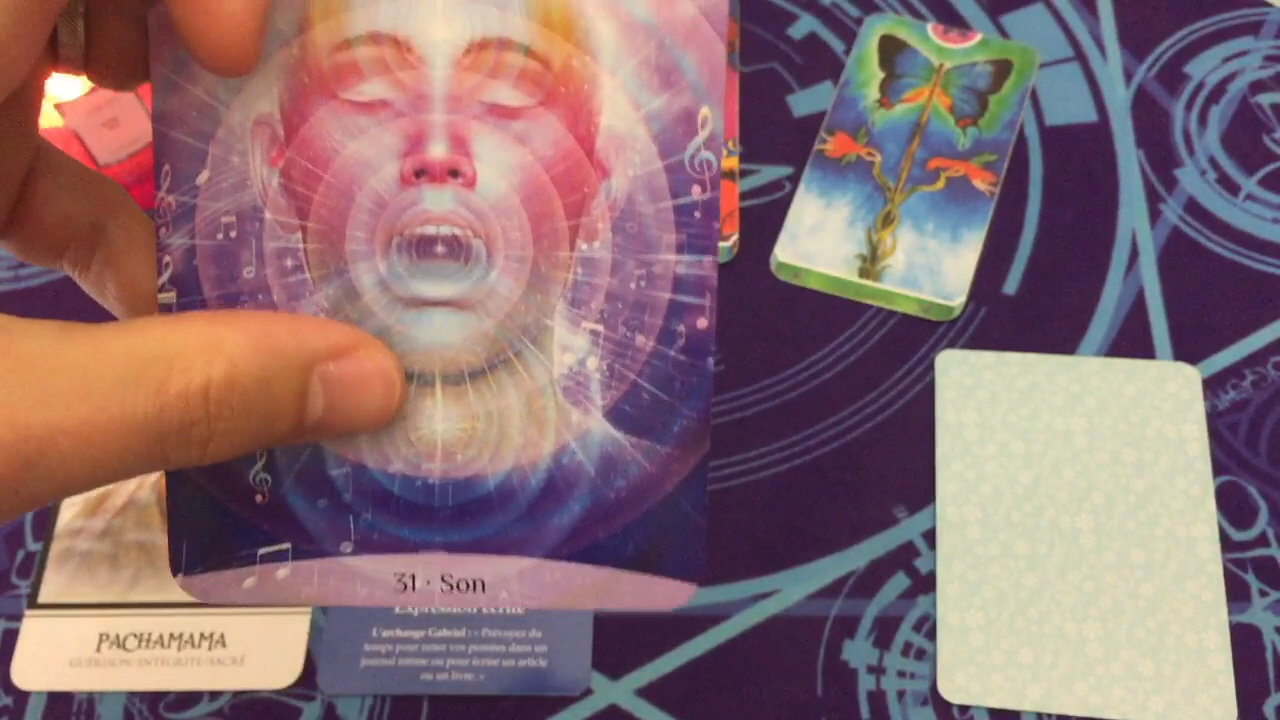 31 · Son
PACHAMAMA
GUÉRISON·INTÉGRITÉ·SACRÉ
Expression écrite
L'archange Gabriel : « Prévoyez du
temps pour noter vos pensées dans un
journal intime ou pour écrire un article
ou un livre. »